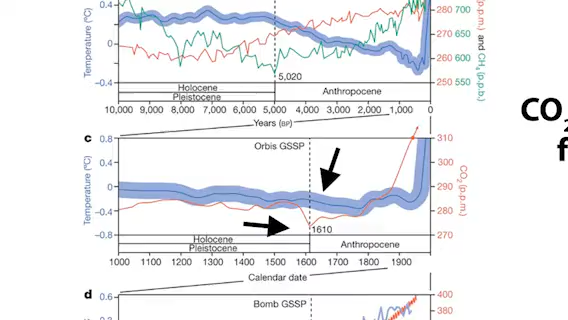 0.4
0
−0.4
Temperature (ºC)
280
270
260
250
(p.p.m.) and CH₄ (p.p.b.)
700
650
600
550
5,020
Holocene
Pleistocene
Anthropocene
10,000 9,000 8,000 7,000 6,000 5,000 4,000 3,000 2,000 1,000 0
Years (BP)
CO₂
f
c
0.8
0.4
0
−0.4
−0.8
Temperature (ºC)
Orbis GSSP
310
300
290
280
270
CO₂ (p.p.m.)
1610
Holocene
Pleistocene
Anthropocene
1000 1100 1200 1300 1400 1500 1600 1700 1800 1900
Calendar date
d
0.6
Bomb GSSP
400
380